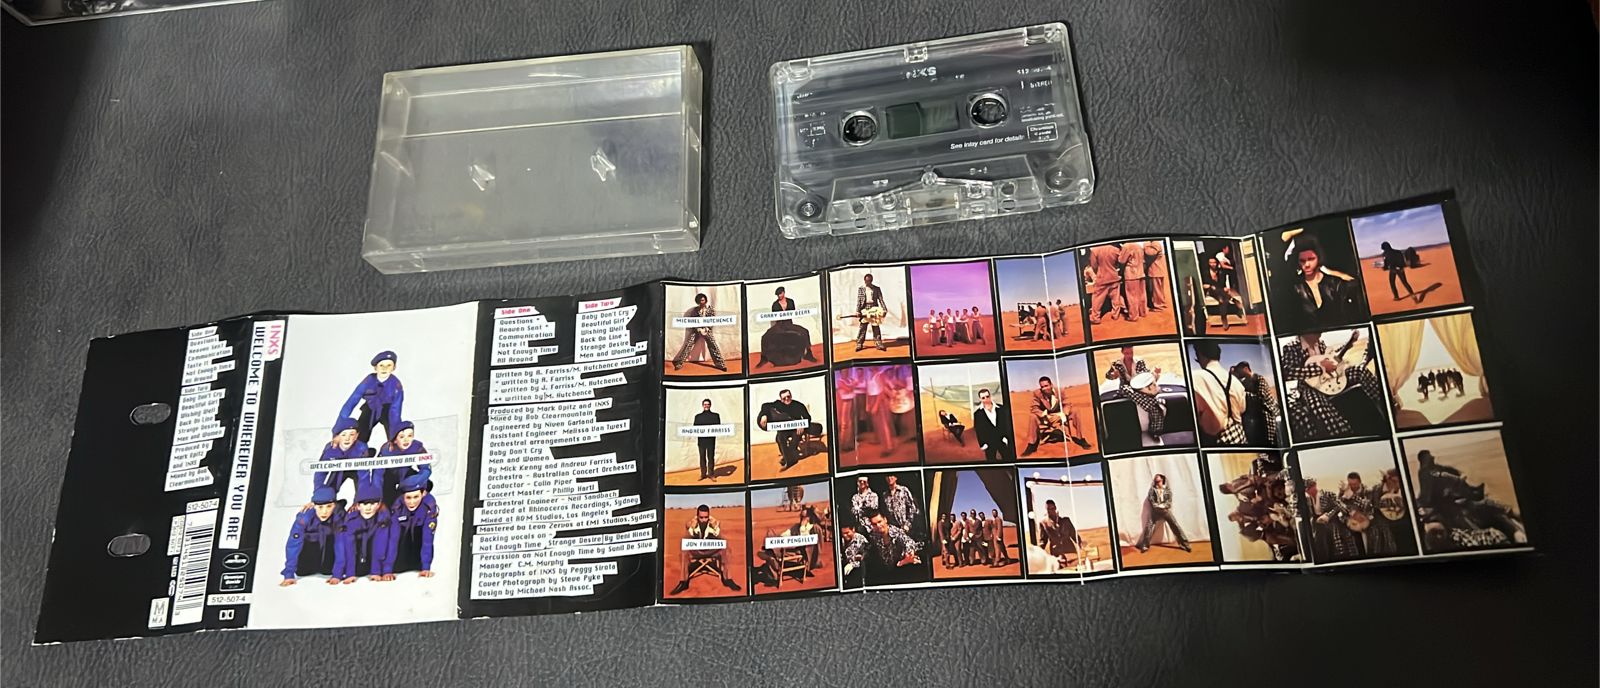 INXS
512 507-4
STEREO
See inlay card for details
Side One
Questions
Heaven Sent
Communication
Taste It
Not Enough Time
All Around
Side Two
Baby Don't Cry
Beautiful Girl
Wishing Well
Back On Line
Strange Desire
Men and Women
Produced by
Mark Opitz
and INXS
Mixed by Bob
Clearmountain
512-507-4
INXS
WELCOME TO WHEREVER YOU ARE
512-507-4
WELCOME TO WHEREVER YOU ARE INXS
Side One
Questions *
Heaven Sent *
Communication
Taste It
Not Enough Time
All Around
Side Two
Baby Don't Cry *
Beautiful Girl *
Wishing Well
Back On Line *
Strange Desire
Men and Women **
Written by A. Farriss/M. Hutchence except
* written by A. Farriss
+ written by J. Farriss/M. Hutchence
** written by M. Hutchence
Produced by Mark Opitz and INXS
Mixed by Bob Clearmountain
Engineered by Niven Garland
Assistant Engineer Melissa Van Twest
Orchestral arrangements on -
Baby Don't Cry
Men and Women
By Mick Kenny and Andrew Farriss
Orchestra - Australian Concert Orchestra
Conductor - Colin Piper
Concert Master - Phillip Hartl
Orchestral Engineer - Neil Sandbach
Recorded at Rhinoceros Recordings, Sydney
Mixed at A&M Studios, Los Angeles
Mastered by Leon Zervos at EMI Studios, Sydney
Backing vocals on -
Not Enough Time, Strange Desire By Deni Hines
Percussion on Not Enough Time by Sunil De Silva
Manager C.M. Murphy
Photographs of INXS by Peggy Sirota
Cover Photograph by Steve Pyke
Design by Michael Nash Assoc.
MICHAEL HUTCHENCE
GARRY GARY BEERS
ANDREW FARRISS
TIM FARRISS
JON FARRISS
KIRK PENGILLY